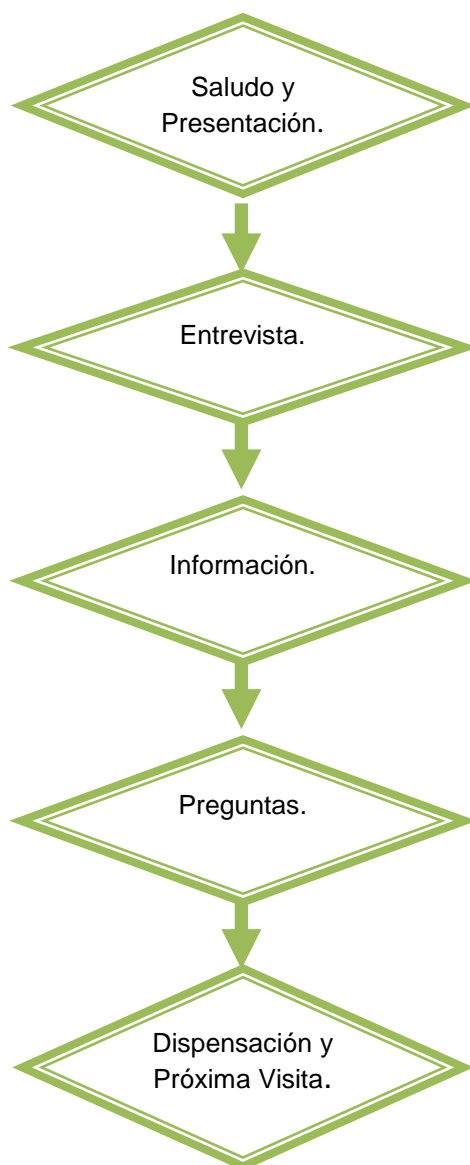 Saludo y
Presentación.
Entrevista.
Información.
Preguntas.
Dispensación y
Próxima Visita.